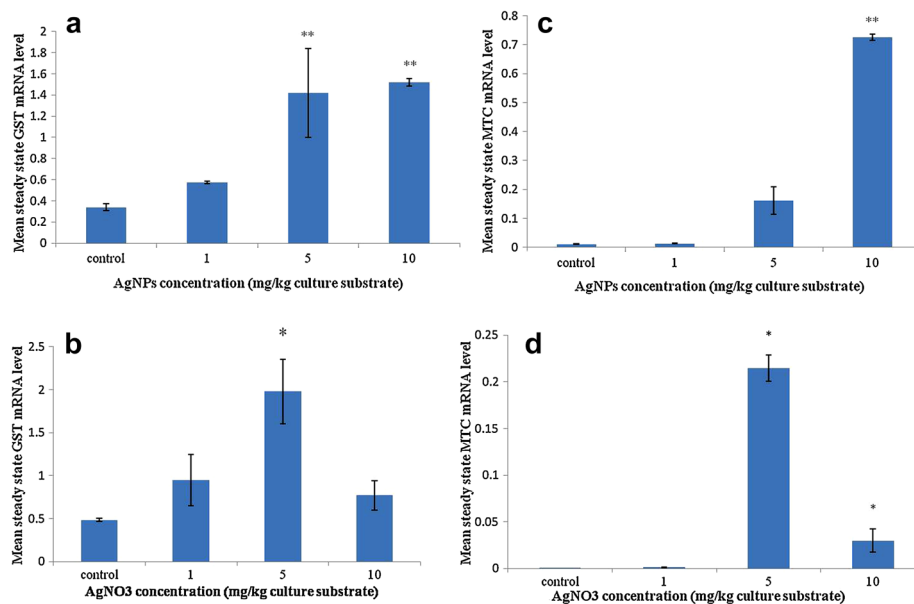 a
Mean steady state GST mRNA level
2
1.8
1.6
1.4
1.2
1
0.8
0.6
0.4
0.2
0
**
**
control 1 5 10
AgNPs concentration (mg/kg culture substrate)
c
Mean steady state MTC mRNA level
0.8
0.7
0.6
0.5
0.4
0.3
0.2
0.1
0
**
control 1 5 10
AgNPs concentration (mg/kg culture substrate)
b
Mean steady state GST mRNA level
2.5
2
1.5
1
0.5
0
*
control 1 5 10
AgNO3 concentration (mg/kg culture substrate)
d
Mean steady state MTC mRNA level
0.25
0.2
0.15
0.1
0.05
0
*
*
control 1 5 10
AgNO3 concentration (mg/kg culture substrate)